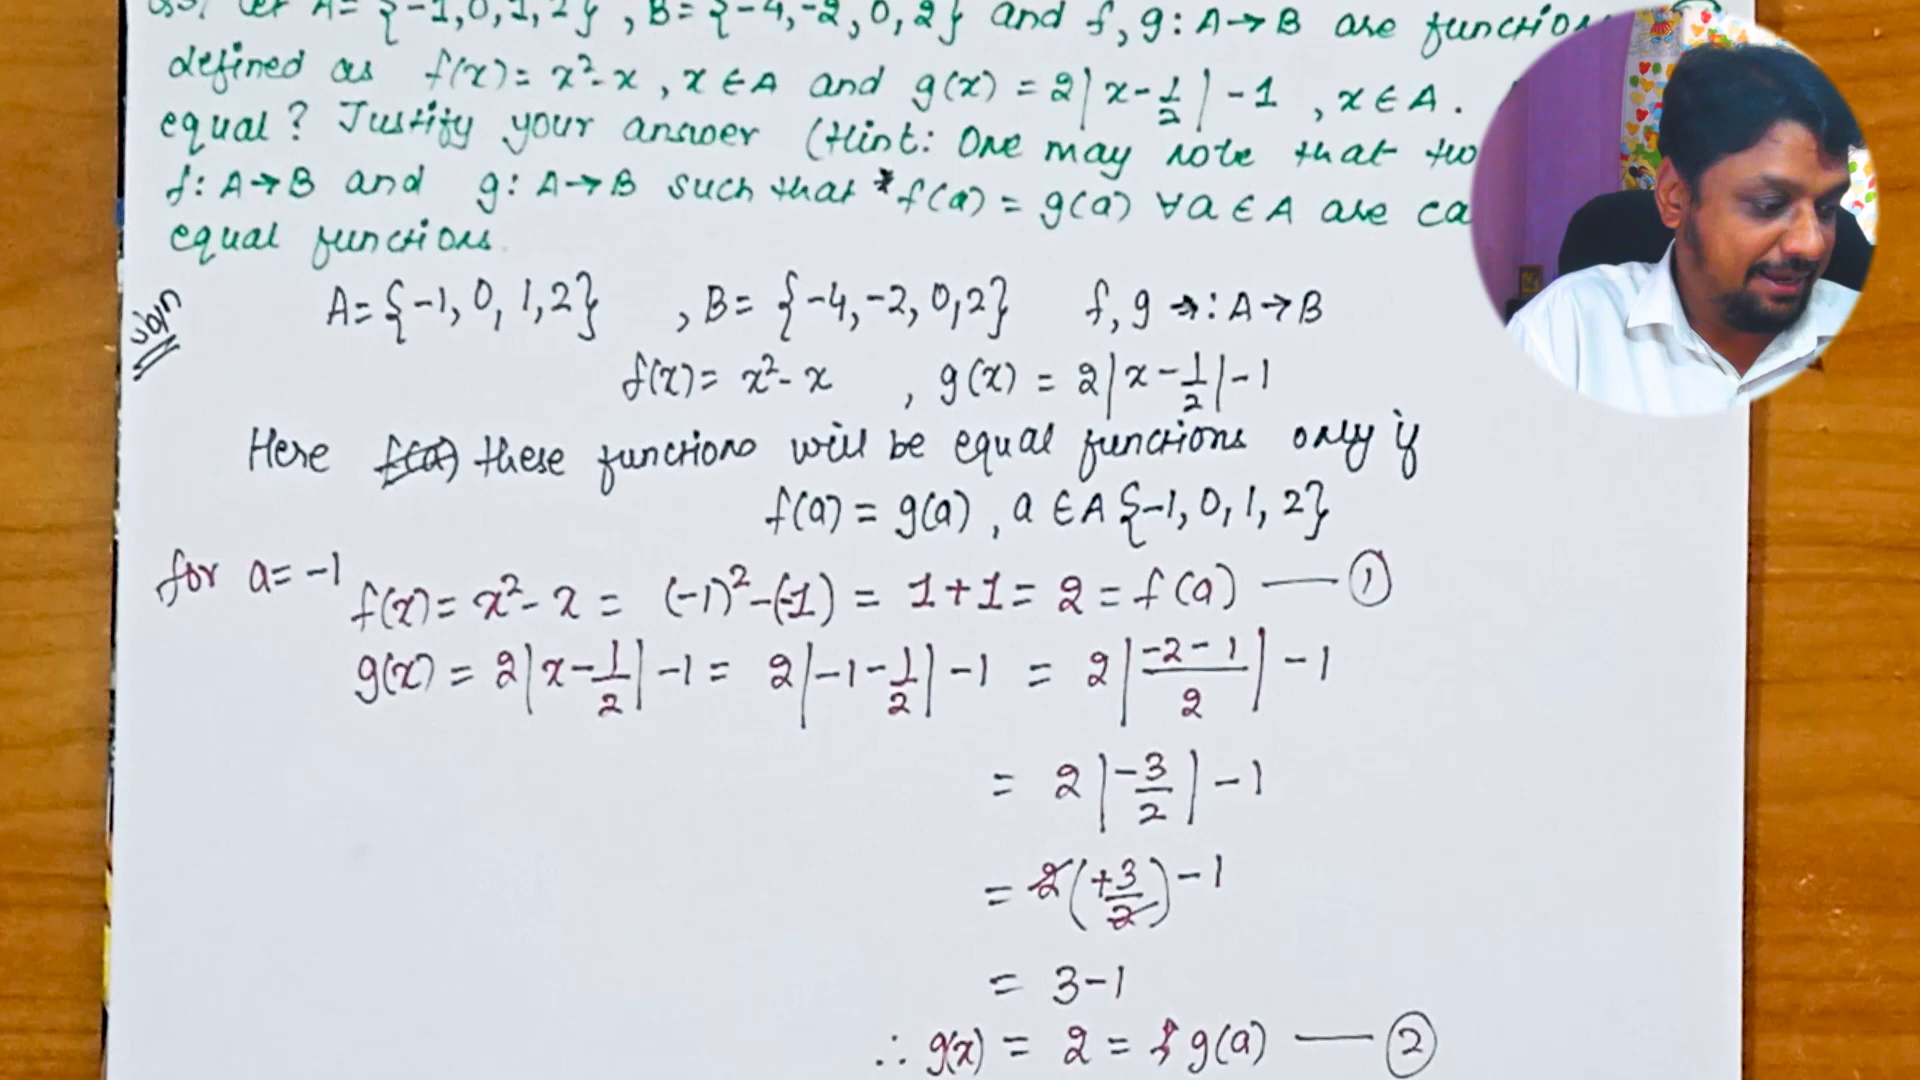 Let A = {-1,0,1,2}, B = {-4,-2,0,2} and f, g : A→B are function
defined as f(x) = x²-x, x ∈ A and g(x) = 2|x-1/2| -1, x ∈ A.
equal? Justify your answer (Hint: One may note that two
f: A→B and g: A→B such that f(a) = g(a) ∀a ∈ A are ca
equal functions.
Soln
A = {-1, 0, 1, 2} , B = {-4, -2, 0, 2} f, g : A→B
f(x) = x²-x , g(x) = 2|x-1/2|-1
Here f(a) these functions will be equal functions only if
f(a) = g(a), a ∈ A {-1, 0, 1, 2}
for a = -1
f(x) = x²-x = (-1)²-(-1) = 1+1 = 2 = f(a) — ①
g(x) = 2|x-1/2|-1 = 2|-1-1/2|-1 = 2|(-2-1)/2|-1
= 2|-3/2|-1
= 2(+3/2)-1
= 3-1
∴ g(x) = 2 = g(a) — ②